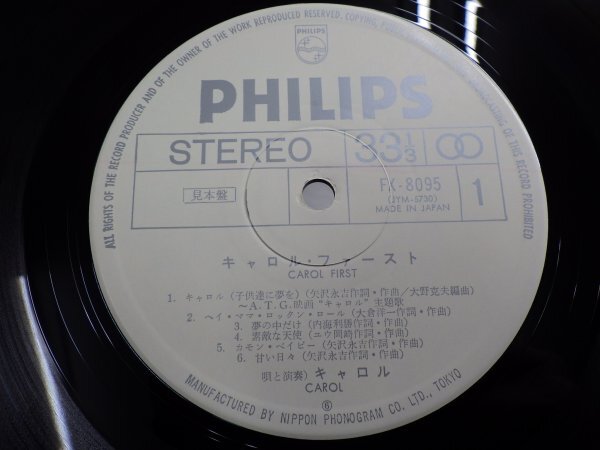 ALL RIGHTS OF THE RECORD PRODUCER AND OF THE OWNER OF THE WORK REPRODUCED RESERVED. COPYING, PUBLIC
BROADCASTING OF THIS RECORD PROHIBITED
PHILIPS
PHILIPS
STEREO
33 1/3
見本盤
FX-8095
(JYM-5730)
MADE IN JAPAN
1
キャロル・ファースト
CAROL FIRST
1. キャロル(子供達に夢を)(矢沢永吉作詞・作曲/大野克夫編曲)
〜A.T.G.映画“キャロル”主題歌
2. ヘイ・ママ・ロックン・ロール(大倉洋一作詞・作曲)
3. 夢の中だけ(内海利勝作詞・作曲)
4. 素敵な天使(ユウ岡崎作詞・作曲)
5. カモン・ベイビー(矢沢永吉作詞・作曲)
6. 甘い日々(矢沢永吉作詞・作曲)
唄と演奏)キャロル
CAROL
⑥
MANUFACTURED BY NIPPON PHONOGRAM CO. LTD., TOKYO